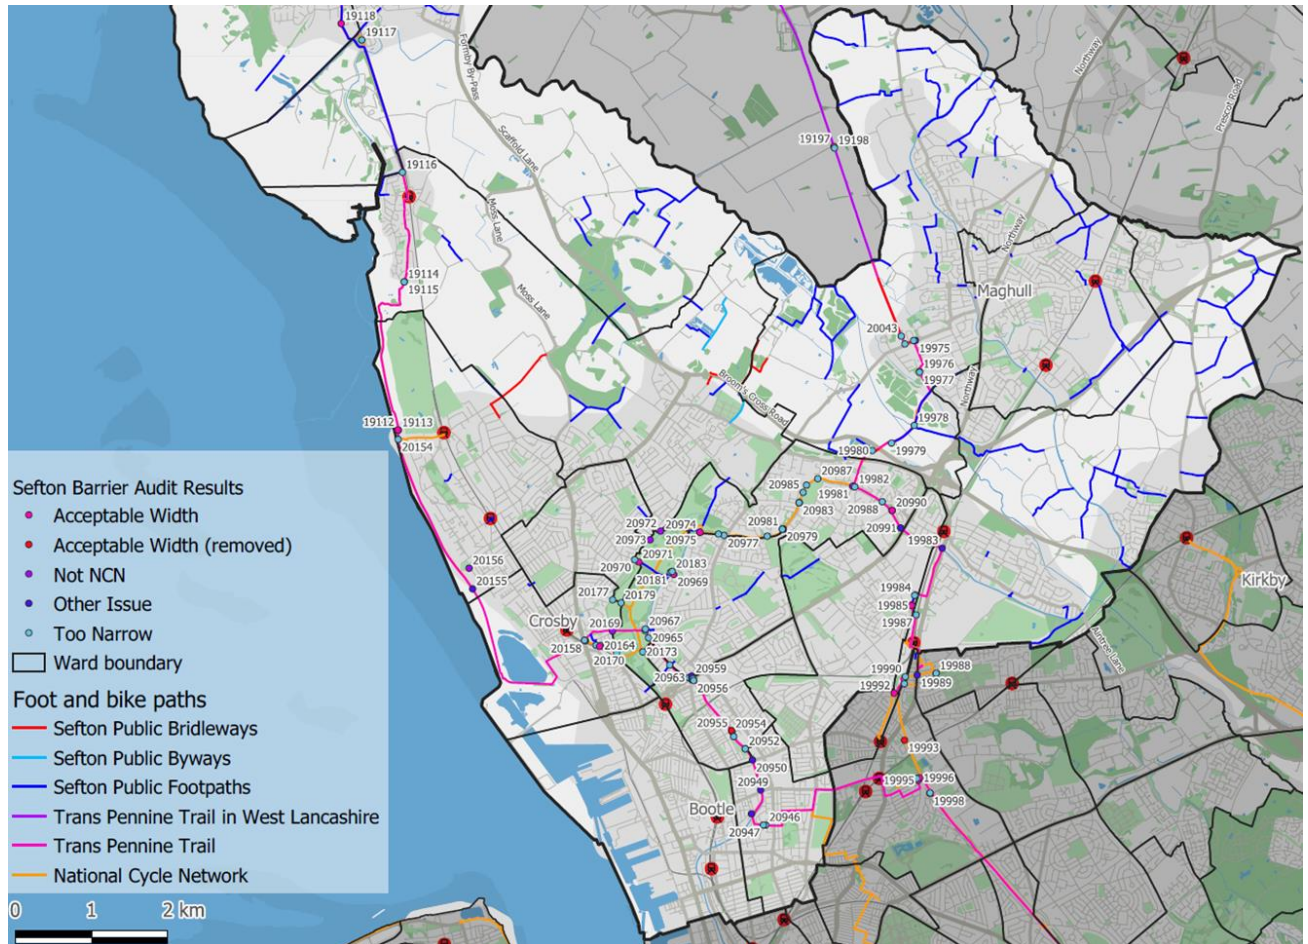 19118
19117
Formby By-Pass
Northway
Prescot Road
Scaffold Lane
19197 19198
19116
Moss Lane
Northway
19114
19115
Moss Lane
Maghull
20043
19975
19976
19977
Northway
Broom's Cross Road
19112 19113
20154
19978
19980
19979
Sefton Barrier Audit Results
Acceptable Width
Acceptable Width (removed)
Not NCN
Other Issue
Too Narrow
Ward boundary
Foot and bike paths
Sefton Public Bridleways
Sefton Public Byways
Sefton Public Footpaths
Trans Pennine Trail in West Lancashire
Trans Pennine Trail
National Cycle Network
0 1 2 km
20987
20985
19982
19981
20983
20990
20988
20972 20974
20981
20991
20973 20975
20977
20979
19983
20971
20156
20970
20183
20181 20969
Kirkby
20155
20177
20179
19984
19985
Crosby
20169
20967
19987
20965
20158
20164
20173
Aintree Lane
20170
20959
19990
19988
20963
20956
19989
19992
20955
20954
20952
19993
20950
20949
19995
19996
Bootle
19998
20947
20946